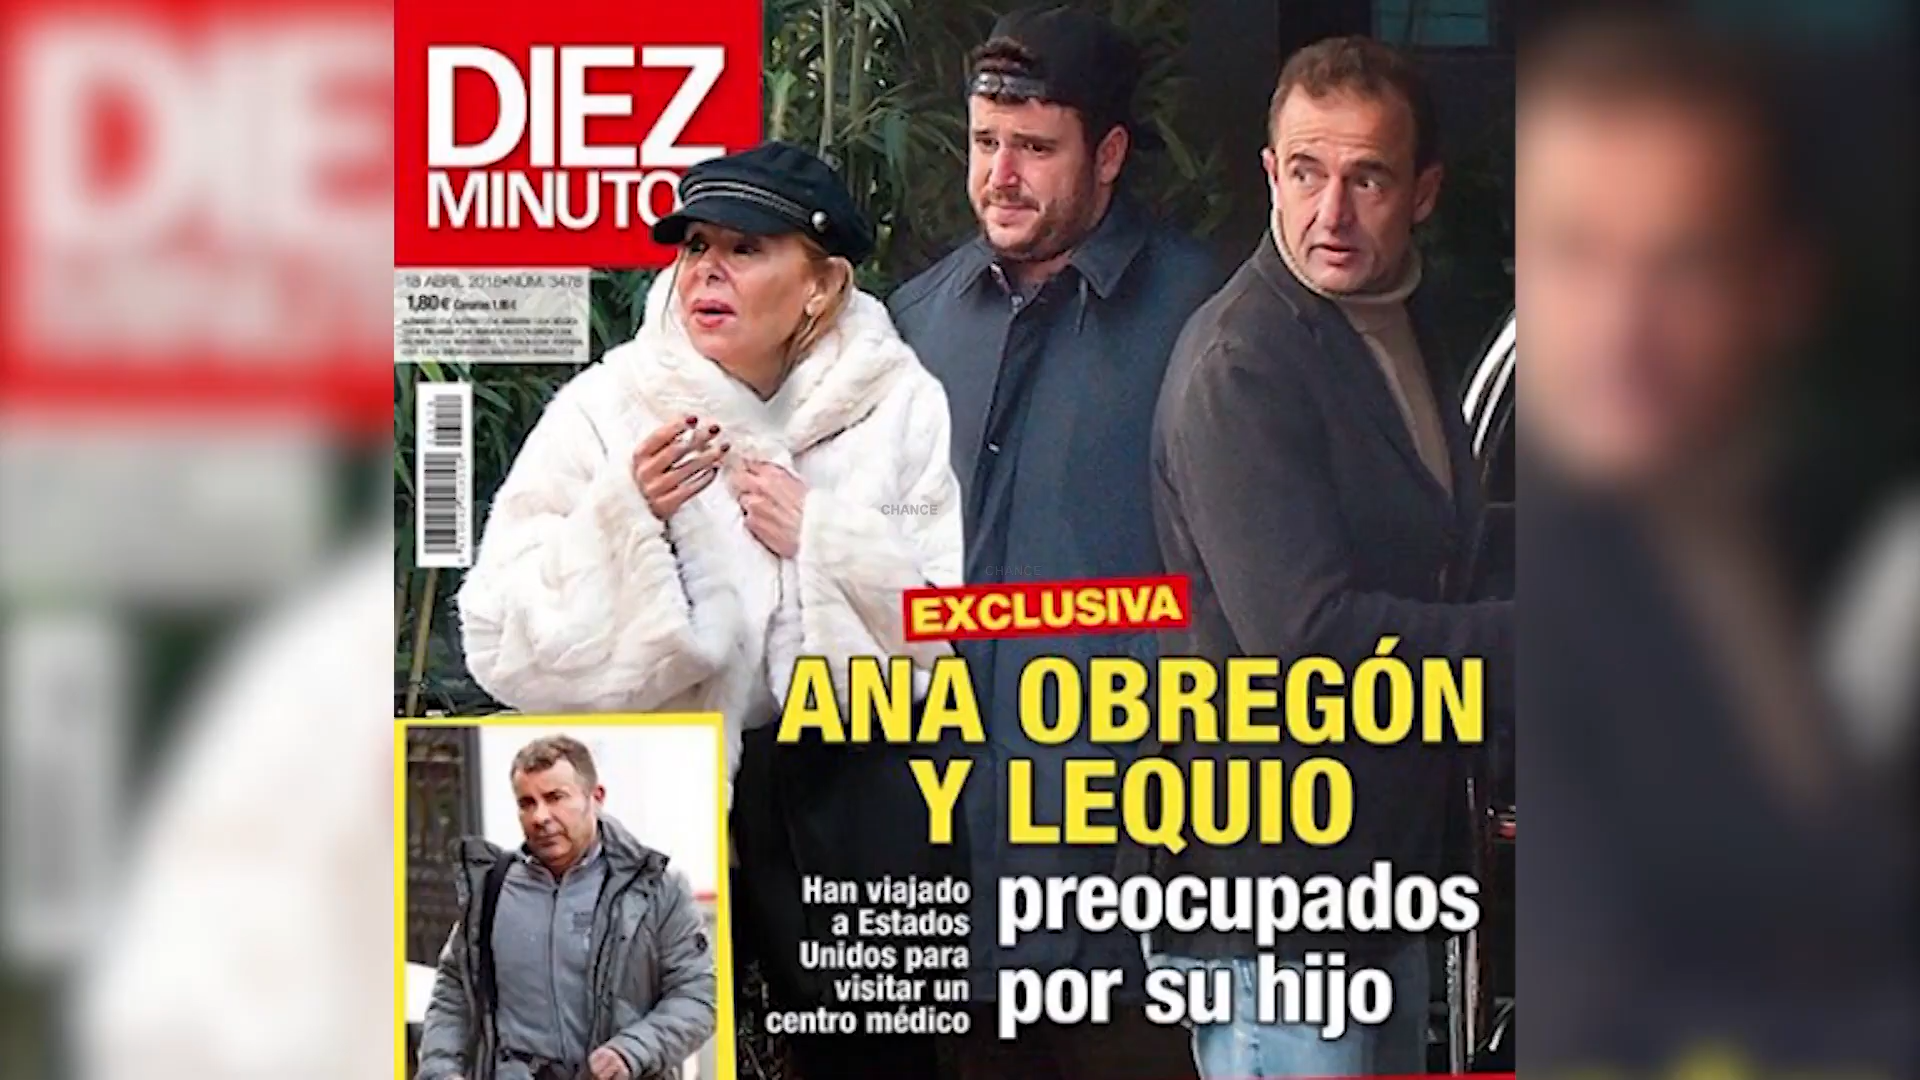 DIEZ
MINUTO
18 ABRIL 2018•NÚM. 3478
1,80€
CHANCE
CHANCE
EXCLUSIVA
ANA OBREGÓN
Y LEQUIO
preocupados
por su hijo
Han viajado
a Estados
Unidos para
visitar un
centro médico